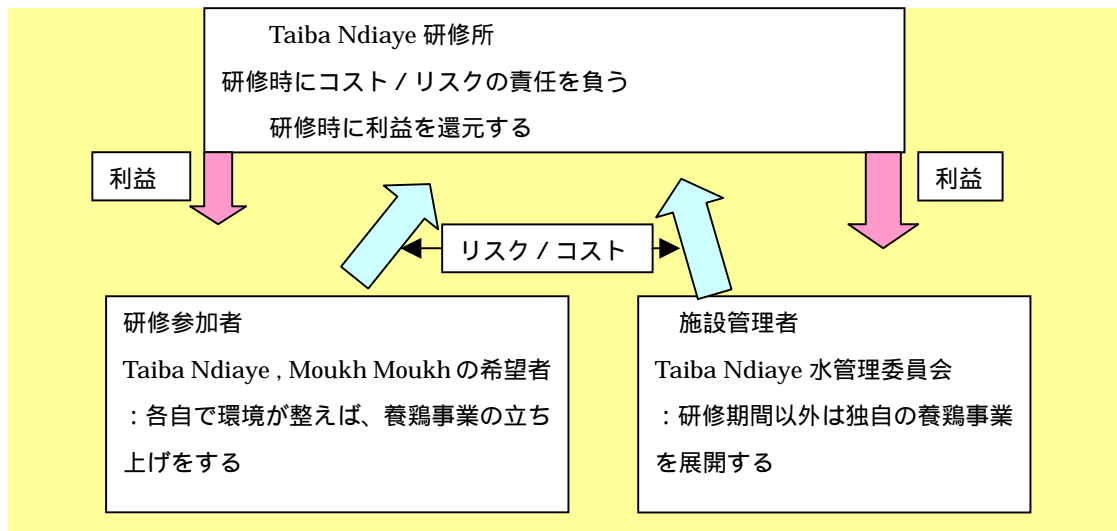 Taiba Ndiaye 研修所
研修時にコスト / リスクの責任を負う
研修時に利益を還元する
利益
利益
リスク / コスト
研修参加者
Taiba Ndiaye , Moukh Moukh の希望者
：各自で環境が整えば、養鶏事業の立ち
上げをする
施設管理者
Taiba Ndiaye 水管理委員会
：研修期間以外は独自の養鶏事業
を展開する